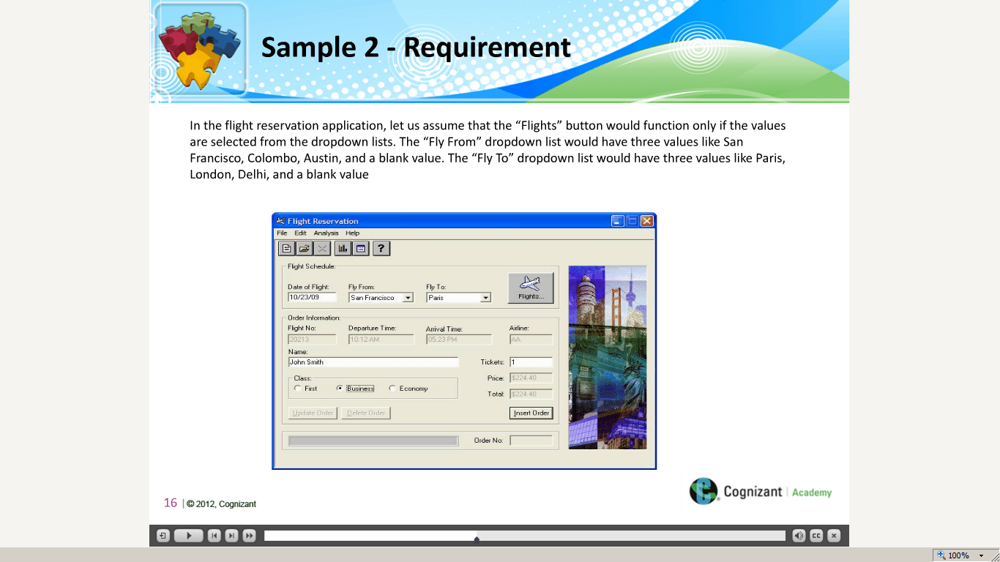 Sample 2 - Requirement
In the flight reservation application, let us assume that the “Flights” button would function only if the values
are selected from the dropdown lists. The “Fly From” dropdown list would have three values like San
Francisco, Colombo, Austin, and a blank value. The “Fly To” dropdown list would have three values like Paris,
London, Delhi, and a blank value
Flight Reservation
File Edit Analysis Help
?
Flight Schedule:
Date of Flight: Fly From: Fly To:
10/23/09 San Francisco Paris Flights...
Order Information:
Flight No: Departure Time: Arrival Time: Airline:
20213 10:12 AM 05:23 PM AA
Name:
John Smith Tickets: 1
Class: Price: $224.40
First Business Economy
Total: $224.40
Update Order Delete Order Insert Order
Order No:
Cognizant | Academy
16 | © 2012, Cognizant
CC
100%